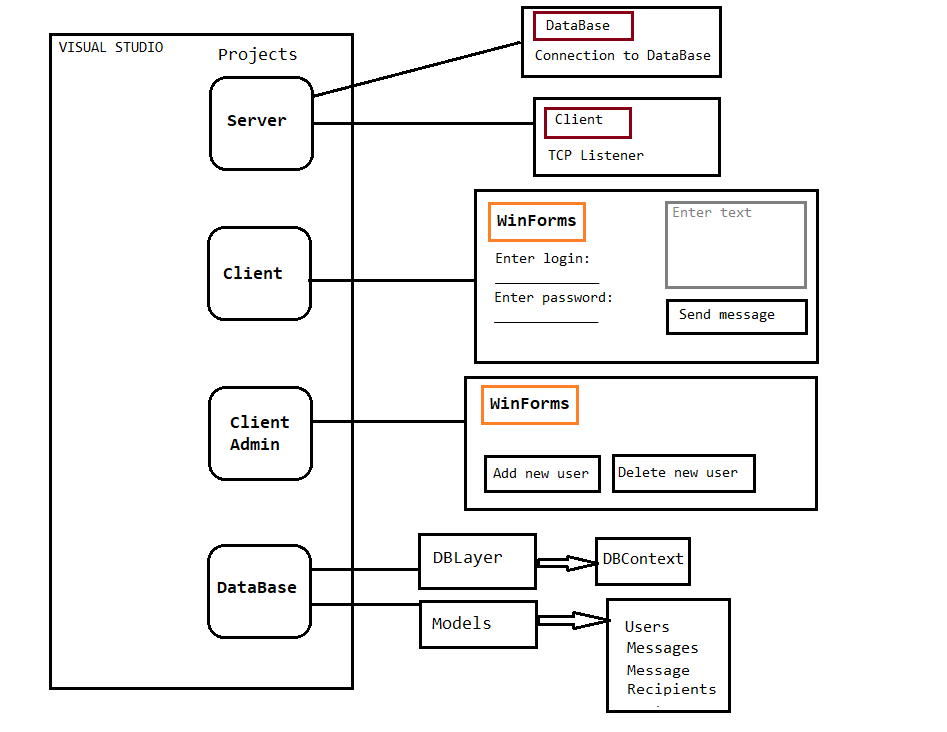 VISUAL STUDIO
Projects
Server
DataBase
Connection to DataBase
Client
TCP Listener
Client
WinForms
Enter login:
Enter password:
Enter text
Send message
Client
Admin
WinForms
Add new user
Delete new user
DataBase
DBLayer
DBContext
Models
Users
Messages
Message
Recipients